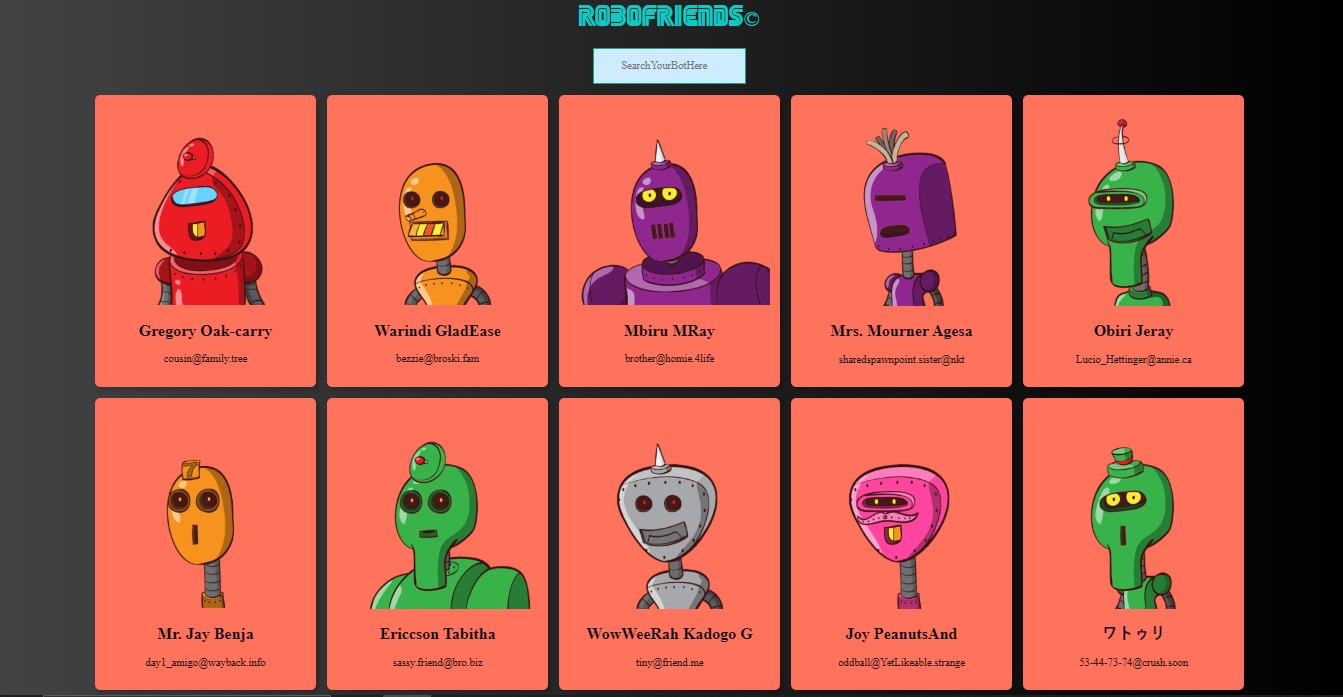 ROBOFRIENDS©
SearchYourBotHere
Gregory Oak-carry
cousin@family.tree
Warindi GladEase
bezzie@broski.fam
Mbiru MRay
brother@homie.4life
Mrs. Mourner Agesa
sharedspawnpoint.sister@nkt
Obiri Jeray
Lucio_Hettinger@annie.ca
7
Mr. Jay Benja
day1_amigo@wayback.info
Ericcson Tabitha
sassy.friend@bro.biz
WowWeeRah Kadogo G
tiny@friend.me
Joy PeanutsAnd
oddball@YetLikeable.strange
ワトゥリ
53-44-73-74@crush.soon